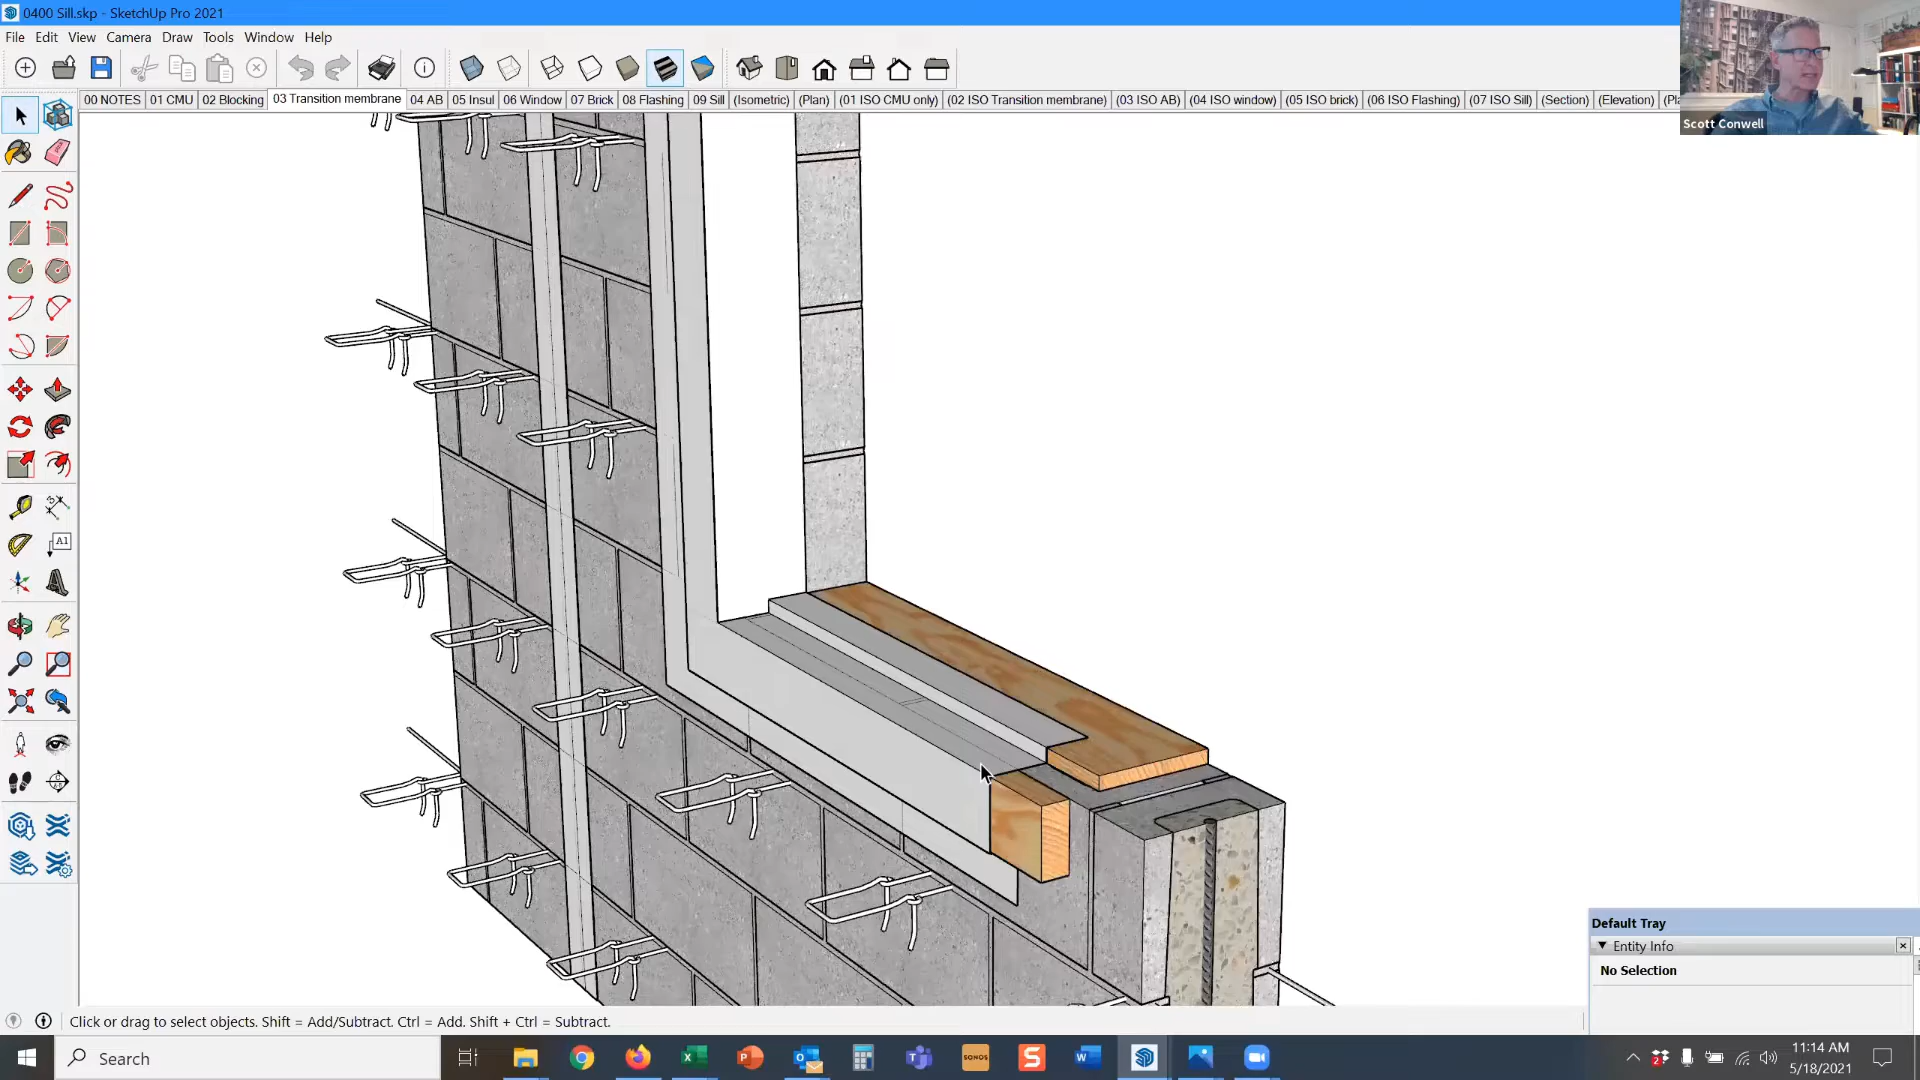 0400 Sill.skp - SketchUp Pro 2021
File Edit View Camera Draw Tools Window Help
00 NOTES 01 CMU 02 Blocking 03 Transition membrane 04 AB 05 Insul 06 Window 07 Brick 08 Flashing 09 Sill (Isometric) (Plan) (01 ISO CMU only) (02 ISO Transition membrane) (03 ISO AB) (04 ISO window) (05 ISO brick) (06 ISO Flashing) (07 ISO Sill) (Section) (Elevation)
Scott Conwell
A1
Default Tray
Entity Info
No Selection
Click or drag to select objects. Shift = Add/Subtract. Ctrl = Add. Shift + Ctrl = Subtract.
Search
SONOS
11:14 AM
5/18/2021